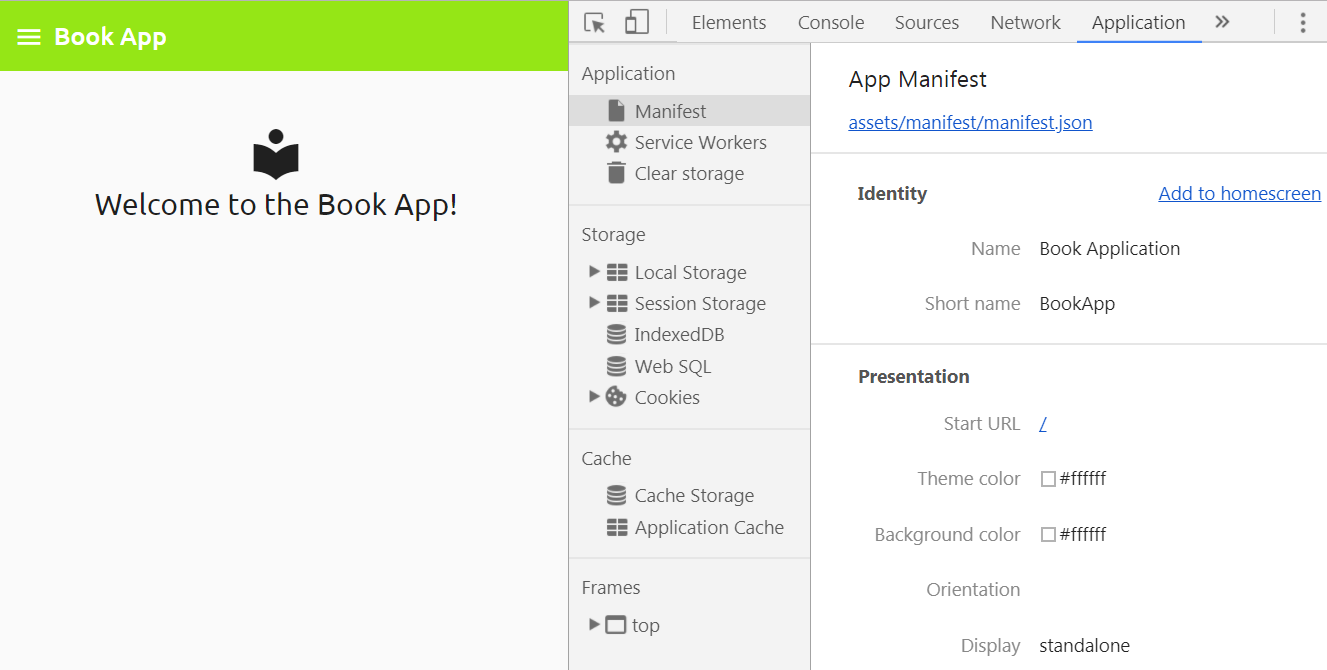 Book App
Welcome to the Book App!
Elements Console Sources Network Application »
Application
Manifest
Service Workers
Clear storage
Storage
Local Storage
Session Storage
IndexedDB
Web SQL
Cookies
Cache
Cache Storage
Application Cache
Frames
top
App Manifest
assets/manifest/manifest.json
Identity Add to homescreen
Name Book Application
Short name BookApp
Presentation
Start URL /
Theme color #ffffff
Background color #ffffff
Orientation
Display standalone